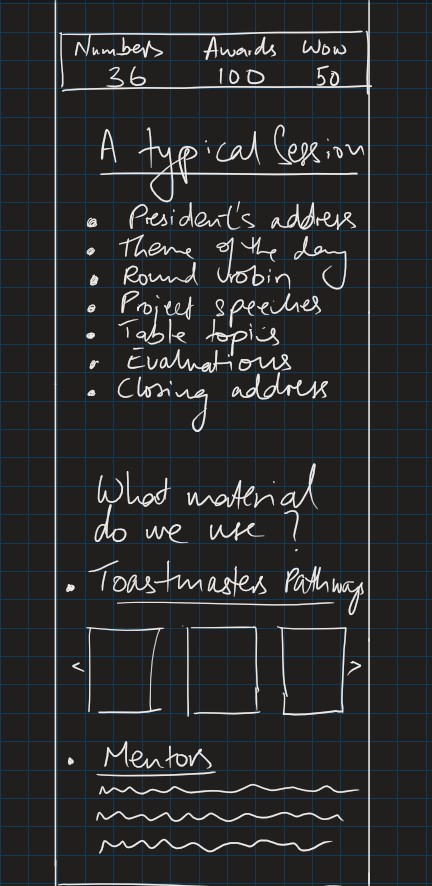 Numbers Awards Wow
36 100 50
A typical Session
• President's address
• Theme of the day
• Round robin
• Project speeches
• Table topics
• Evaluations
• Closing address
What material
do we use ?
• Toastmasters Pathways
< >
• Mentors